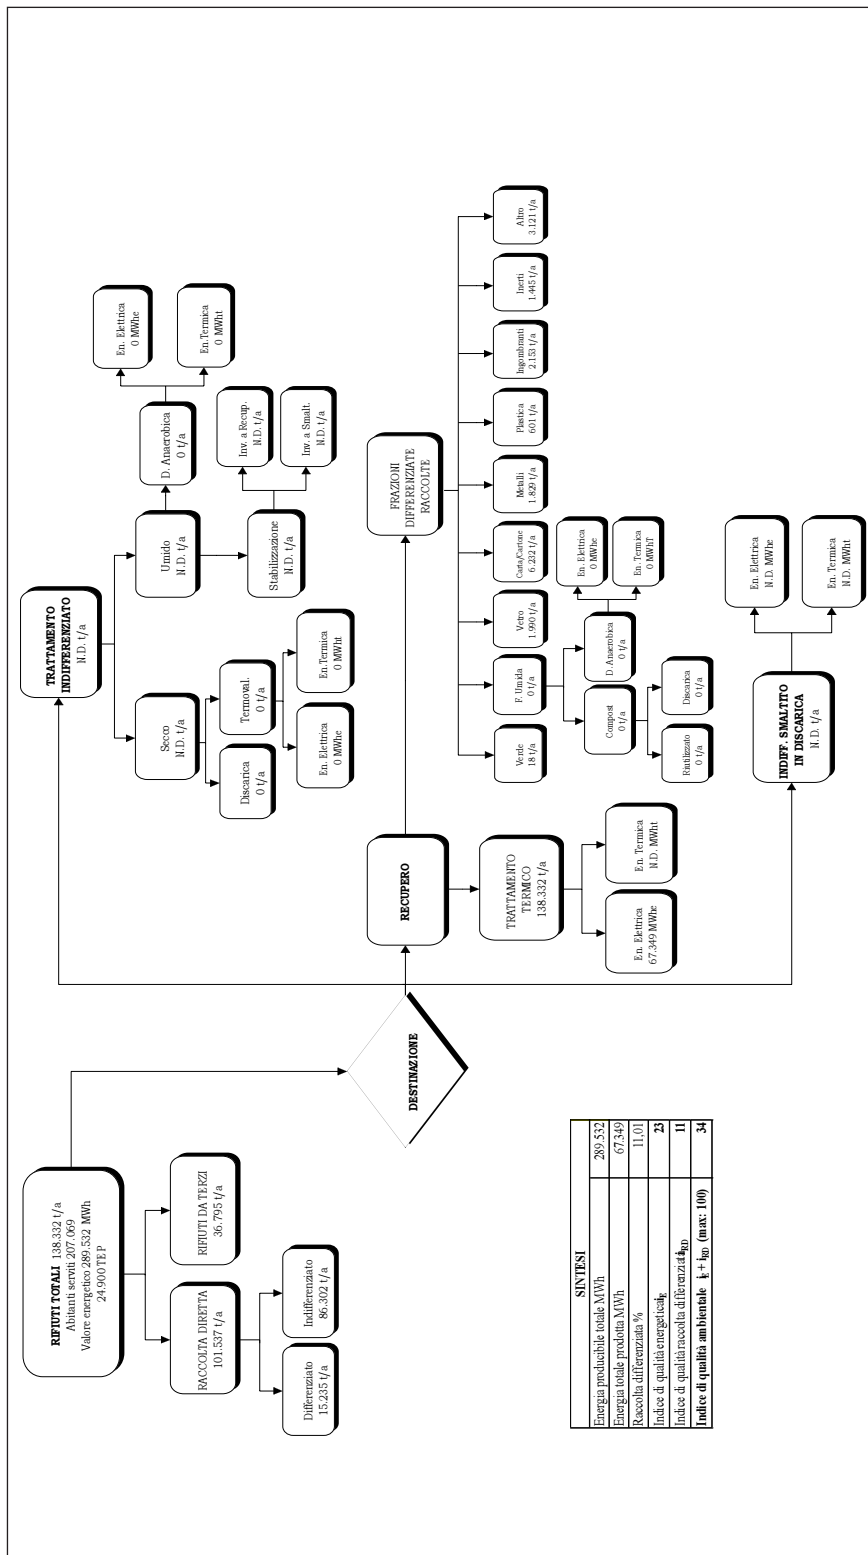 RIFIUTI TOTALI 138.332 t/a
Abitanti serviti 207.069
Valore energetico 289.532 MWh
24.900 TEP
RACCOLTA DIRETTA
101.537 t/a
RIFIUTI DA TERZI
36.795 t/a
Differenziato
15.235 t/a
Indifferenziato
86.302 t/a
DESTINAZIONE
TRATTAMENTO
INDIFFERENZIATO
N.D. t/a
Secco
N.D. t/a
Umido
N.D. t/a
Discarica
0 t/a
Termoval.
0 t/a
En. Elettrica
0 MWhe
En.Termica
0 MWht
D. Anaerobica
0 t/a
En. Elettrica
0 MWhe
En.Termica
0 MWht
Stabilizzazione
N.D. t/a
Inv. a Recup.
N.D. t/a
Inv. a Smalt.
N.D. t/a
RECUPERO
TRATTAMENTO
TERMICO
138.332 t/a
En. Elettrica
67.349 MWhe
En. Termica
N.D. MWht
FRAZIONI
DIFFERENZIATE
RACCOLTE
Verde
18 t/a
F. Umida
0 t/a
Vetro
1.990 t/a
Carta/Cartone
6.232 t/a
Metalli
1.829 t/a
Plastica
601 t/a
Ingombranti
2.153 t/a
Inerti
1.445 t/a
Altro
3.121 t/a
Compost
0 t/a
D. Anaerobica
0 t/a
En. Elettrica
0 MWhe
En. Termica
0 MWhT
Riutilizzato
0 t/a
Discarica
0 t/a
INDIFF. SMALTITO
IN DISCARICA
N.D. t/a
En. Elettrica
N.D. MWhe
En. Termica
N.D. MWht
SINTESI
Energia producibile totale MWh 289.532
Energia totale prodotta MWh 67.349
Raccolta differenziata % 11,01
Indice di qualità energetica iE 23
Indice di qualità raccolta differenziata iRD 11
Indice di qualità ambientale iE + iRD (max: 100) 34